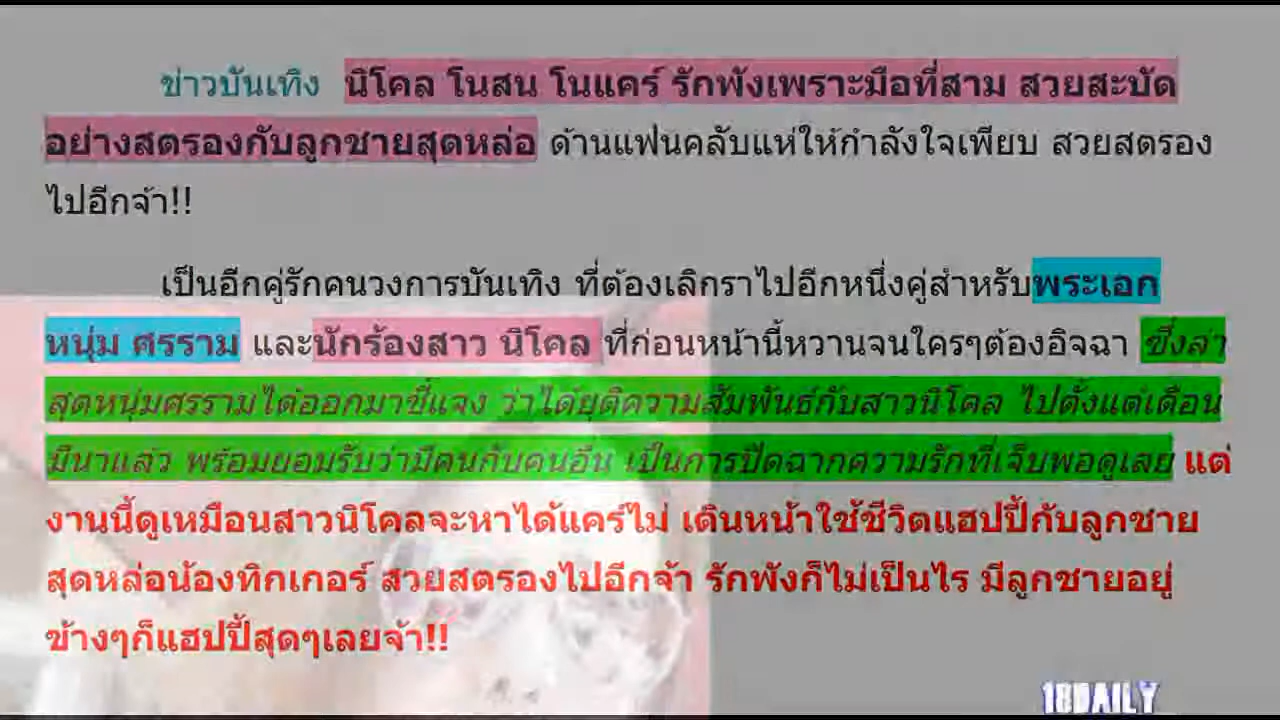 ข่าวบันเทิง นิโคล โนสน โนแคร์ รักพังเพราะมือที่สาม สวยสะบัด
อย่างสตรองกับลูกชายสุดหล่อ ด้านแฟนคลับแห่ให้กำลังใจเพียบ สวยสตรอง
ไปอีกจ้า!!
เป็นอีกคู่รักคนวงการบันเทิง ที่ต้องเลิกราไปอีกหนึ่งคู่สำหรับพระเอก
หนุ่ม ศรราม และนักร้องสาว นิโคล ที่ก่อนหน้านี้หวานจนใครๆต้องอิจฉา ซึ่งล่า
สุดหนุ่มศรรามได้ออกมาชี้แจง ว่าได้ยุติความสัมพันธ์กับสาวนิโคล ไปตั้งแต่เดือน
มีนาแล้ว พร้อมยอมรับว่ามีคนกับคนอื่น เป็นการปิดฉากความรักที่เจ็บพอดูเลย แต่
งานนี้ดูเหมือนสาวนิโคลจะหาได้แคร์ไม่ เดินหน้าใช้ชีวิตแฮปปี้กับลูกชาย
สุดหล่อน้องทิกเกอร์ สวยสตรองไปอีกจ้า รักพังก็ไม่เป็นไร มีลูกชายอยู่
ข้างๆก็แฮปปี้สุดๆเลยจ้า!!
18DAILY